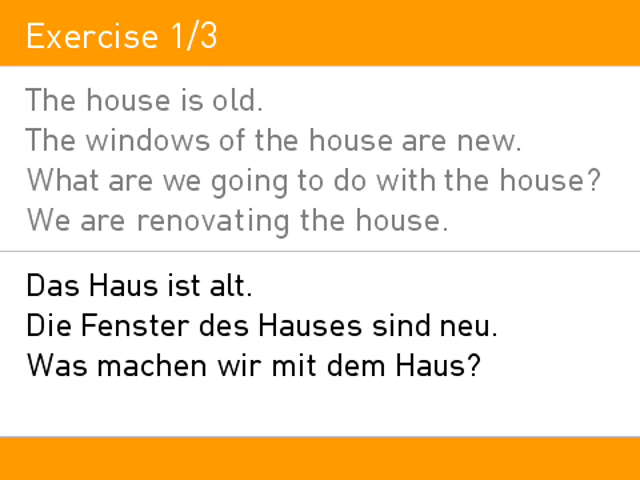 Exercise 1/3
The house is old.
The windows of the house are new.
What are we going to do with the house?
We are renovating the house.
Das Haus ist alt.
Die Fenster des Hauses sind neu.
Was machen wir mit dem Haus?